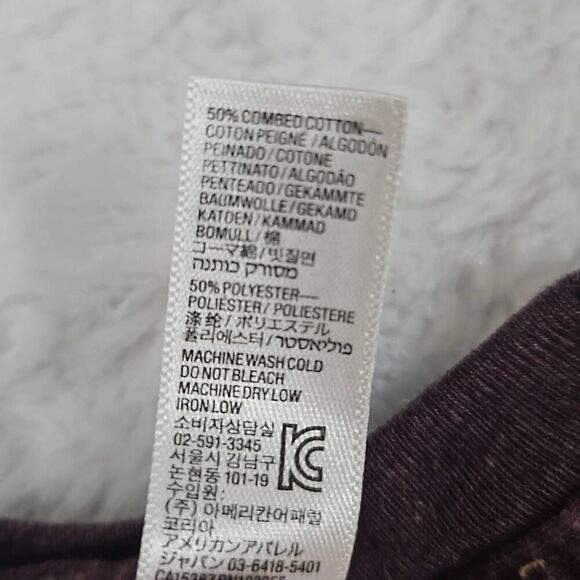 50% COMBED COTTON—
COTON PEIGNÉ / ALGODÓN
PEINADO / COTONE
PETTINATO / ALGODÃO
PENTEADO / GEKAMMTE
BAUMWOLLE / GEKAMD
KATOEN / KAMMAD
BOMULL / 棉
コーマ綿 / 빗질면
מסורק כותנה
50% POLYESTER—
POLIESTER / POLIESTERE
涤纶 / ポリエステル
폴리에스터 / פוליאסטר
MACHINE WASH COLD
DO NOT BLEACH
MACHINE DRY LOW
IRON LOW
소비자상담실
02-591-3345
서울시 강남구
논현동 101-19
수입원 :
(주) 아메리칸어패럴
코리아
アメリカンアパレル
ジャパン 03-6418-5401